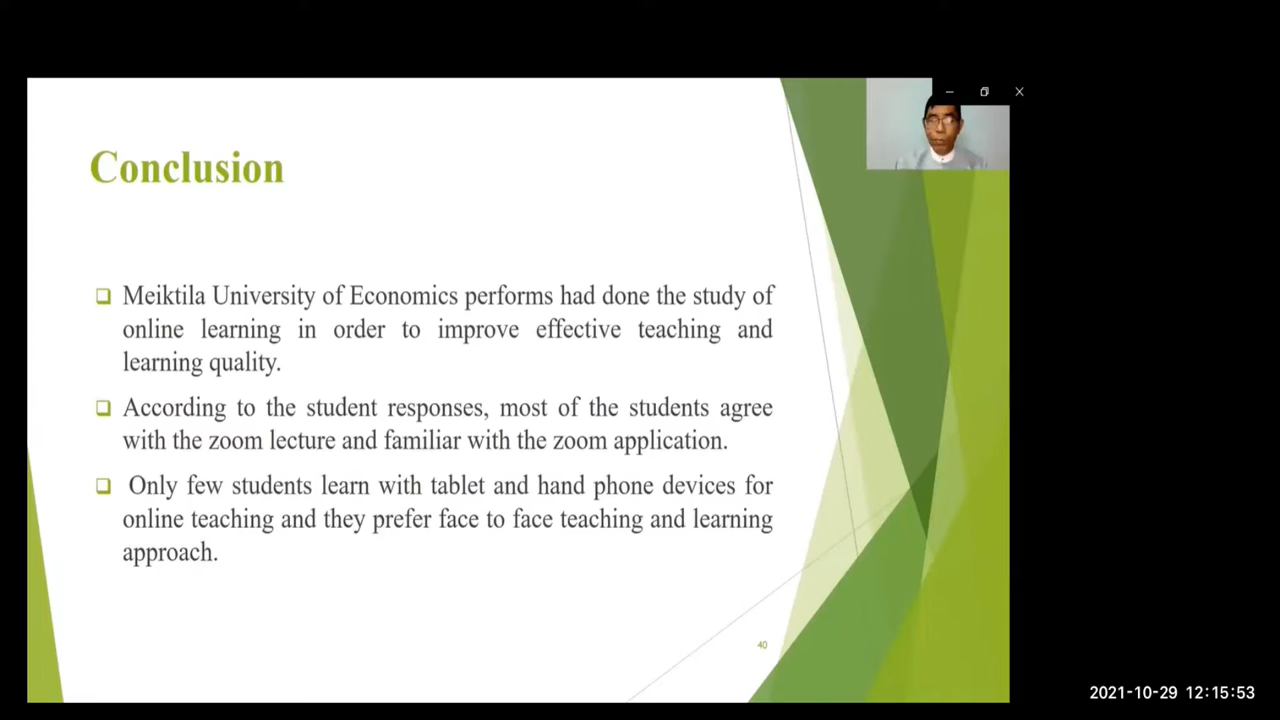 Conclusion
Meiktila University of Economics performs had done the study of
online learning in order to improve effective teaching and
learning quality.
According to the student responses, most of the students agree
with the zoom lecture and familiar with the zoom application.
Only few students learn with tablet and hand phone devices for
online teaching and they prefer face to face teaching and learning
approach.
40
2021-10-29 12:15:53